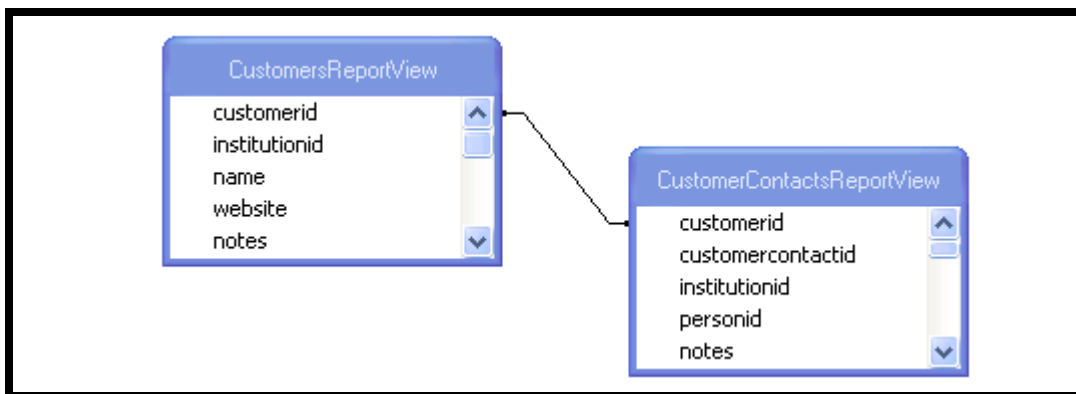 CustomersReportView
customerid
institutionid
name
website
notes
CustomerContactsReportView
customerid
customercontactid
institutionid
personid
notes